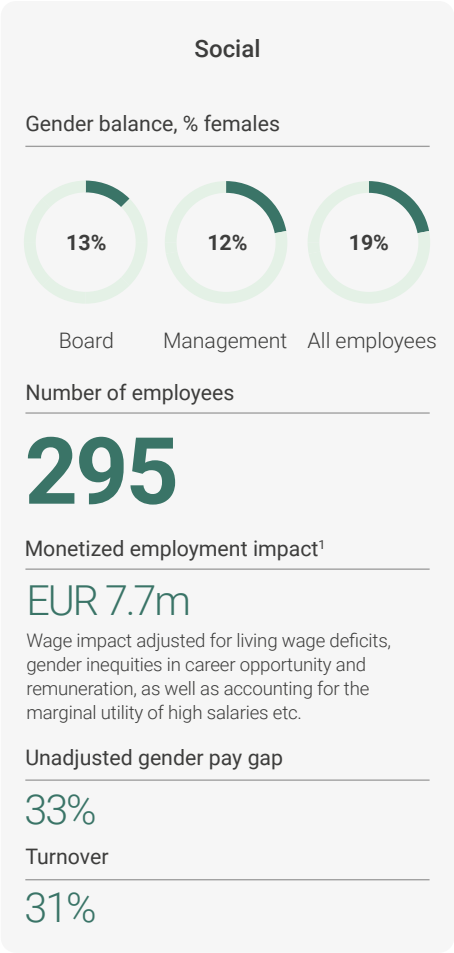 Social
Gender balance, % females
13%
12%
19%
Board
Management
All employees
Number of employees
295
Monetized employment impact¹
EUR 7.7m
Wage impact adjusted for living wage deficits,
gender inequities in career opportunity and
remuneration, as well as accounting for the
marginal utility of high salaries etc.
Unadjusted gender pay gap
33%
Turnover
31%